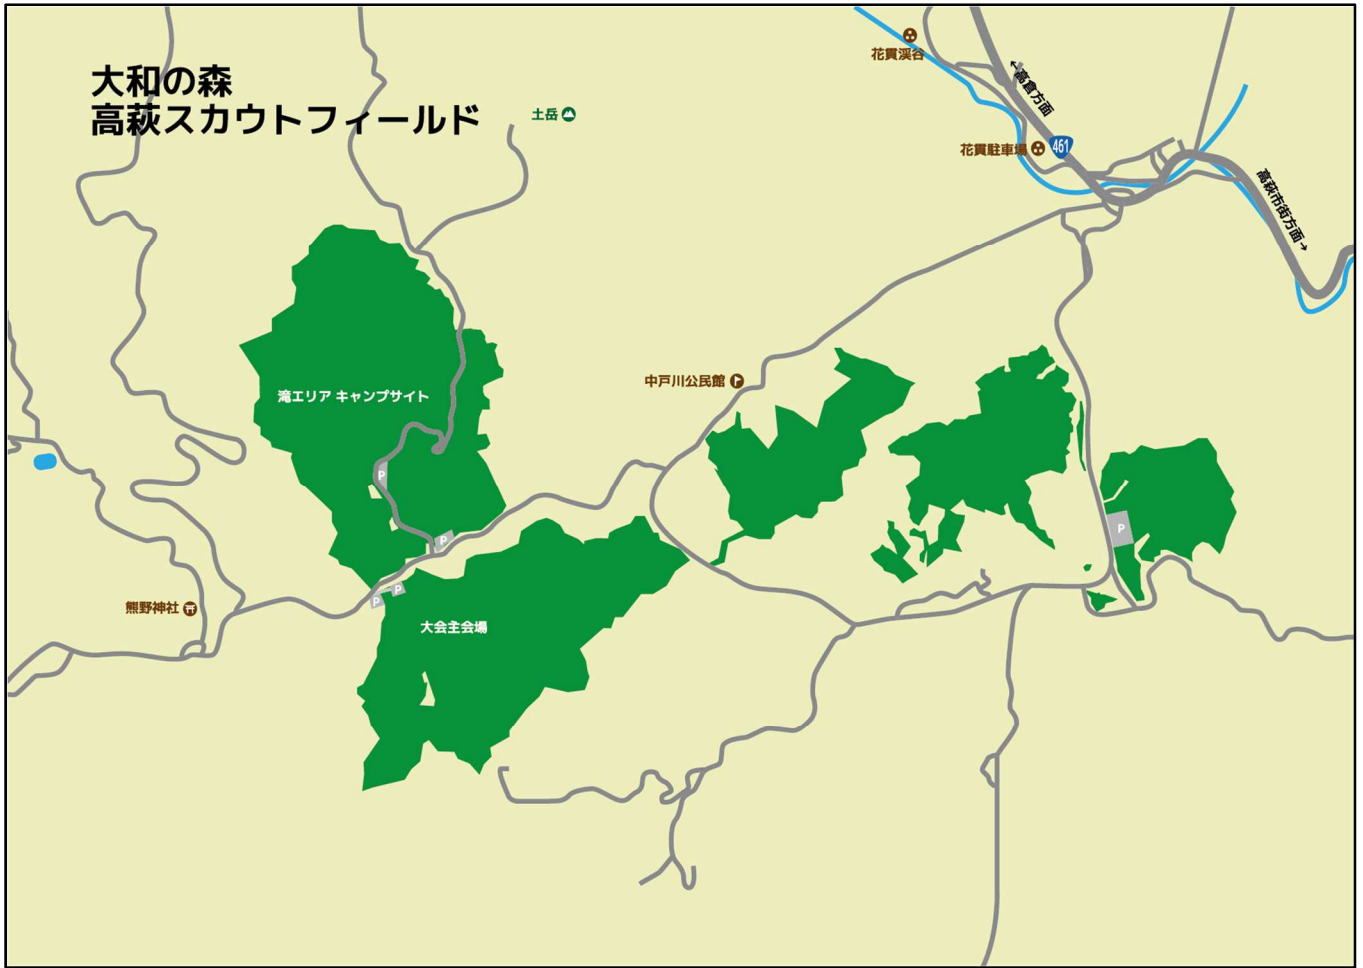 大和の森
高萩スカウトフィールド
土岳
花貫渓谷
←高倉方面
花貫駐車場
461
高萩市街方面→
滝エリア キャンプサイト
中戸川公民館
P
P
P
P
P
熊野神社
大会主会場